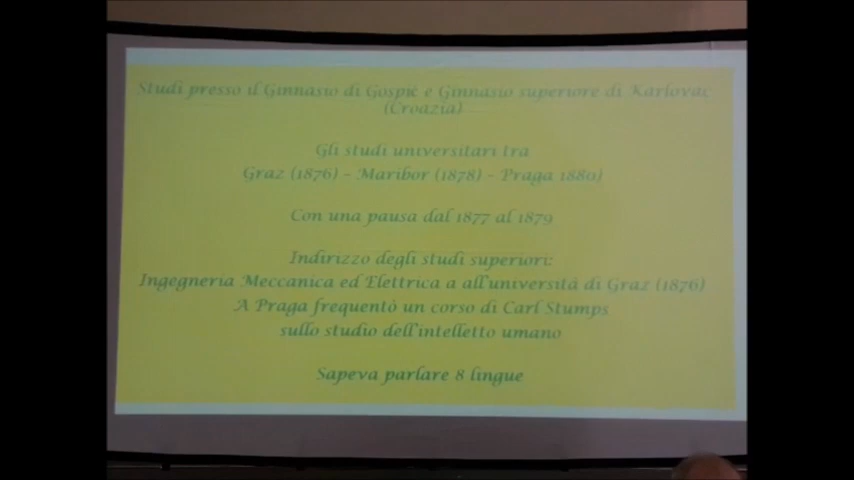 Studi presso il Ginnasio di Gospić e Ginnasio superiore di Karlovac
(Croazia)
Gli studi universitari tra
Graz (1876) - Maribor (1878) - Praga 1880)
Con una pausa dal 1877 al 1879
Indirizzo degli studi superiori:
Ingegneria Meccanica ed Elettrica a all'università di Graz (1876)
A Praga frequentò un corso di Carl Stumps
sullo studio dell'intelletto umano
Sapeva parlare 8 lingue